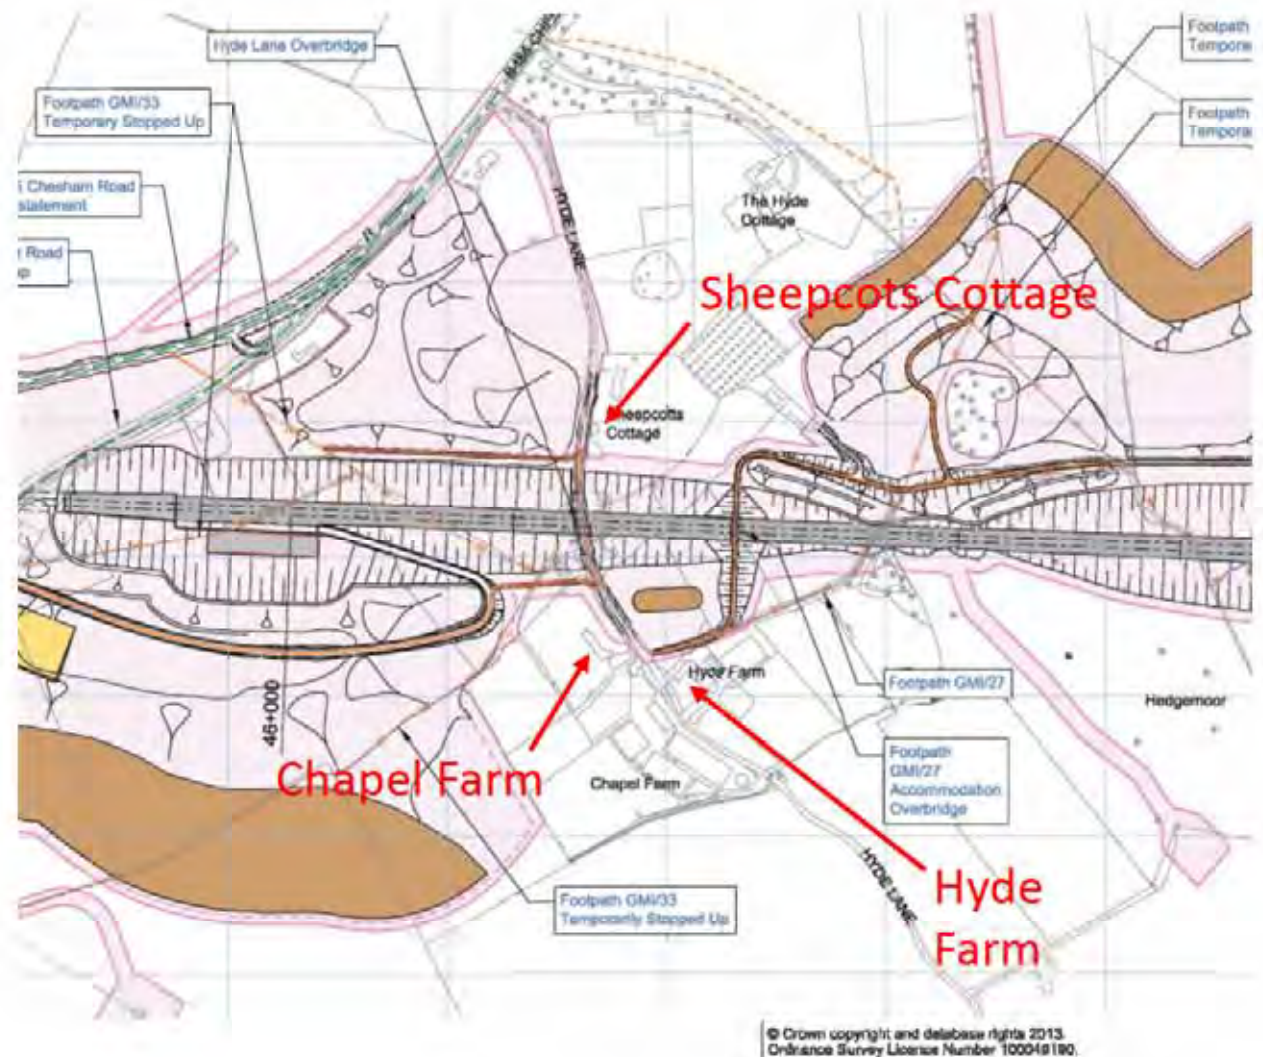 Hyde Lane Overbridge
Footpath
Footpath GMI/33
Temporary Stopped Up
Footpath
Chesham Road
Road
HYDE LANE
The Hyde
Cottage
Sheepcots Cottage
Sheepcotts
Cottage
Hyde Farm
Footpath GMI/27
Hedgemoor
46+000
Chapel Farm
Chapel Farm
Footpath
GMI/27
Accommodation
Overbridge
HYDE LANE
Hyde
Farm
Footpath GMI/33
Temporarily Stopped Up
© Crown copyright and database rights 2013.
Ordnance Survey Licence Number 100049190.